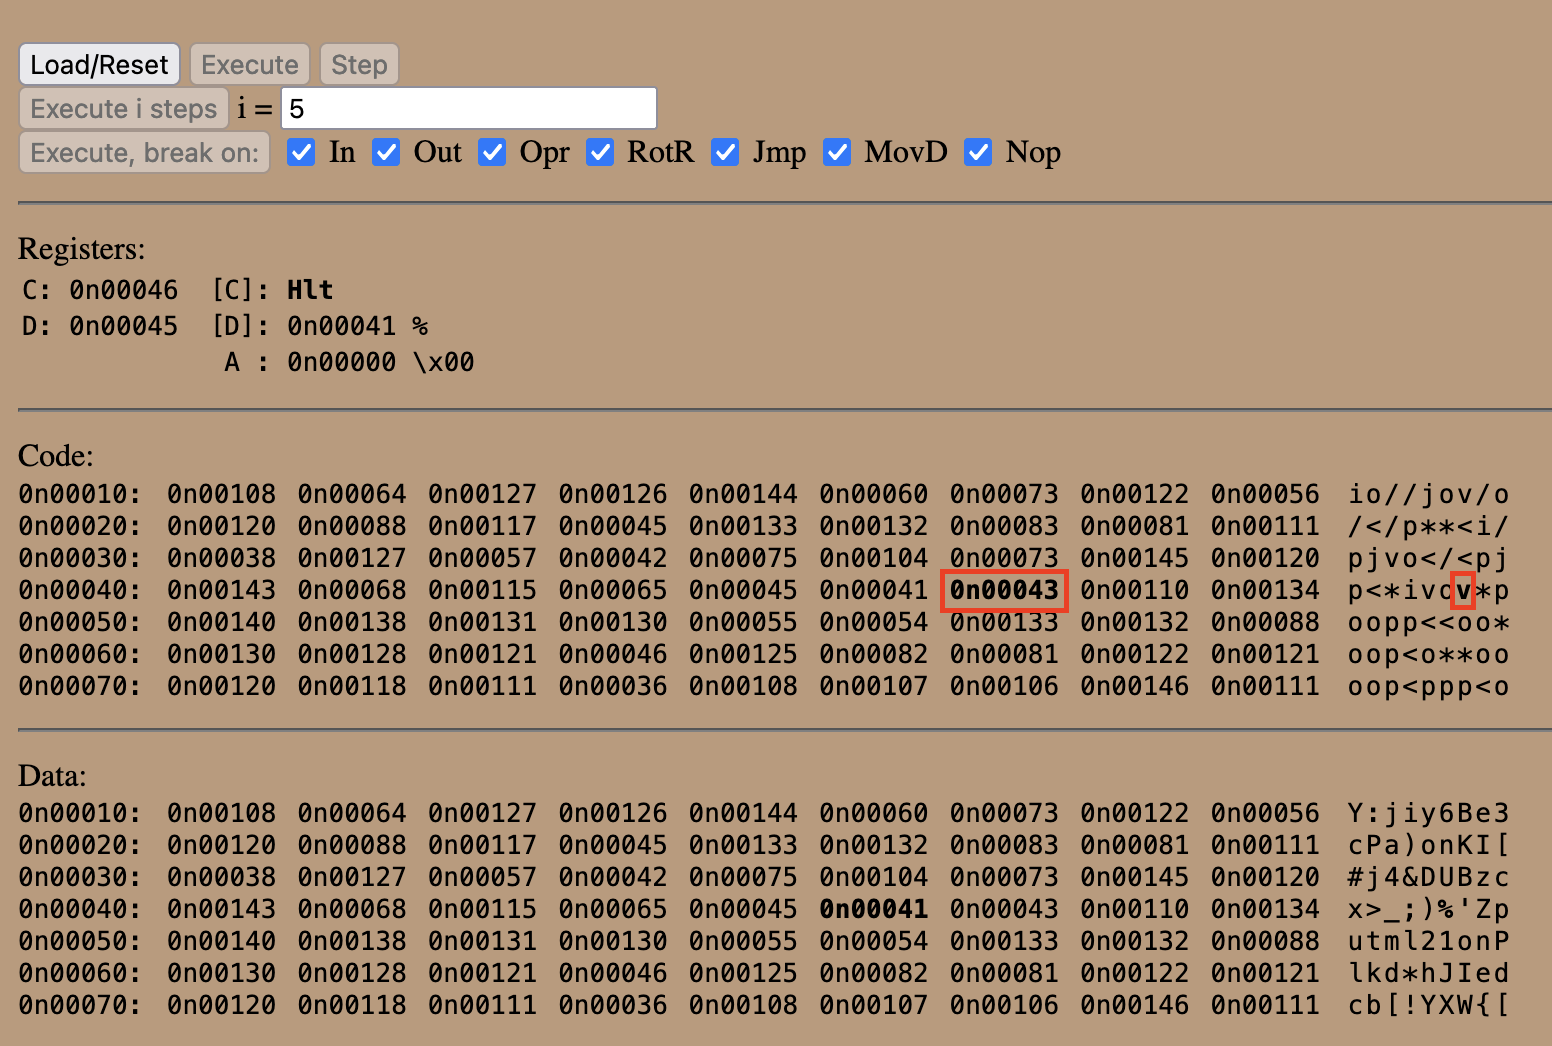 Load/Reset Execute Step
Execute i steps i = 5
Execute, break on: In Out Opr RotR Jmp MovD Nop
Registers:
C: 0n00046 [C]: Hlt
D: 0n00045 [D]: 0n00041 %
A : 0n00000 \x00
Code:
0n00010: 0n00108 0n00064 0n00127 0n00126 0n00144 0n00060 0n00073 0n00122 0n00056 io//jov/o
0n00020: 0n00120 0n00088 0n00117 0n00045 0n00133 0n00132 0n00083 0n00081 0n00111 /</p**<i/
0n00030: 0n00038 0n00127 0n00057 0n00042 0n00075 0n00104 0n00073 0n00145 0n00120 pjvo</<pj
0n00040: 0n00143 0n00068 0n00115 0n00065 0n00045 0n00041 0n00043 0n00110 0n00134 p<*ivov*p
0n00050: 0n00140 0n00138 0n00131 0n00130 0n00055 0n00054 0n00133 0n00132 0n00088 oopp<<oo*
0n00060: 0n00130 0n00128 0n00121 0n00046 0n00125 0n00082 0n00081 0n00122 0n00121 oop<o**oo
0n00070: 0n00120 0n00118 0n00111 0n00036 0n00108 0n00107 0n00106 0n00146 0n00111 oop<ppp<o
Data:
0n00010: 0n00108 0n00064 0n00127 0n00126 0n00144 0n00060 0n00073 0n00122 0n00056 Y:jiy6Be3
0n00020: 0n00120 0n00088 0n00117 0n00045 0n00133 0n00132 0n00083 0n00081 0n00111 cPa)onKI[
0n00030: 0n00038 0n00127 0n00057 0n00042 0n00075 0n00104 0n00073 0n00145 0n00120 #j4&DUBzc
0n00040: 0n00143 0n00068 0n00115 0n00065 0n00045 0n00041 0n00043 0n00110 0n00134 x>_;)%'Zp
0n00050: 0n00140 0n00138 0n00131 0n00130 0n00055 0n00054 0n00133 0n00132 0n00088 utml21onP
0n00060: 0n00130 0n00128 0n00121 0n00046 0n00125 0n00082 0n00081 0n00122 0n00121 lkd*hJIed
0n00070: 0n00120 0n00118 0n00111 0n00036 0n00108 0n00107 0n00106 0n00146 0n00111 cb[!YXW{[